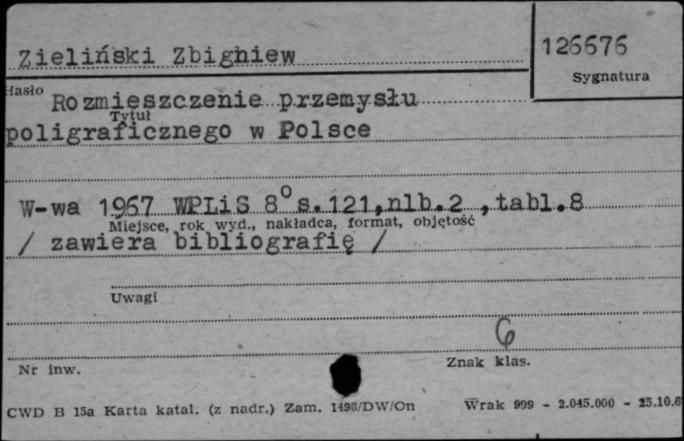 Zieliński Zbigniew
126676
Sygnatura
Hasło Rozmieszczenie przemysłu
Tytuł
poligraficznego w Polsce
W-wa 1967 WPLiS 8° s.121,nlb.2 ,tabl.8
Miejsce, rok wyd., nakładca, format, objętość
/ zawiera bibliografię /
Uwagi
6
Nr inw.
Znak klas.
CWD B 15a Karta katal. (z nadr.) Zam. 1498/DW/On
Wrak 999 - 2.045.000 - 25.10.6